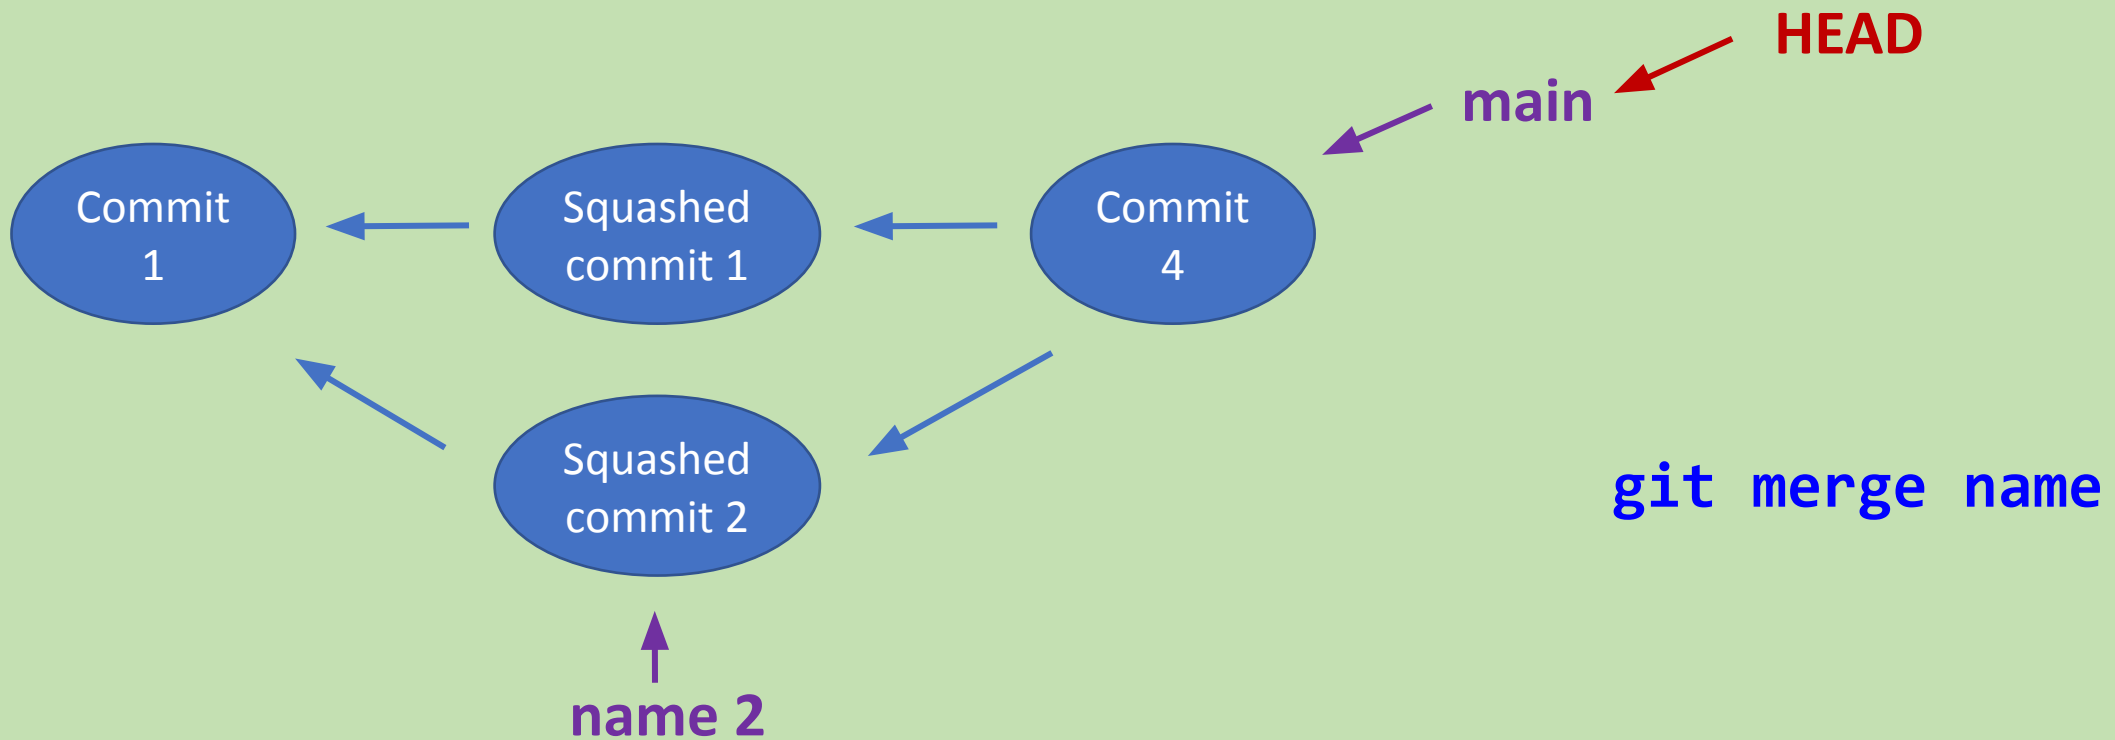 HEAD
main
Commit
1
Squashed
commit 1
Commit
4
Squashed
commit 2
git merge name
name 2